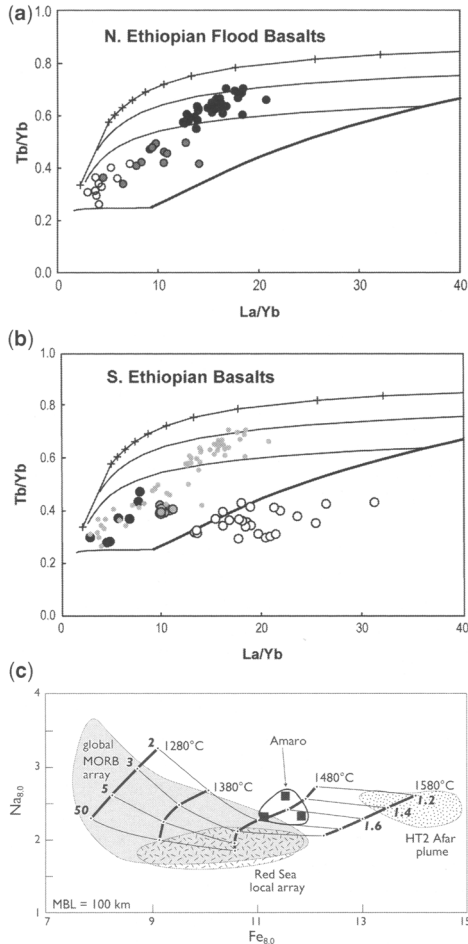 (a)
N. Ethiopian Flood Basalts
Tb/Yb
1.0
0.8
0.6
0.4
0.2
0.0
0 10 20 30 40
La/Yb
(b)
S. Ethiopian Basalts
Tb/Yb
1.0
0.8
0.6
0.4
0.2
0.0
0 10 20 30 40
La/Yb
(c)
Na8.0
4
3
2
1
global
MORB
array
2
3
5
50
1280°C
1380°C
Amaro
1480°C
1580°C
1.2
1.4
1.6
HT2 Afar
plume
Red Sea
local array
MBL = 100 km
7 9 11 13 15
Fe8.0